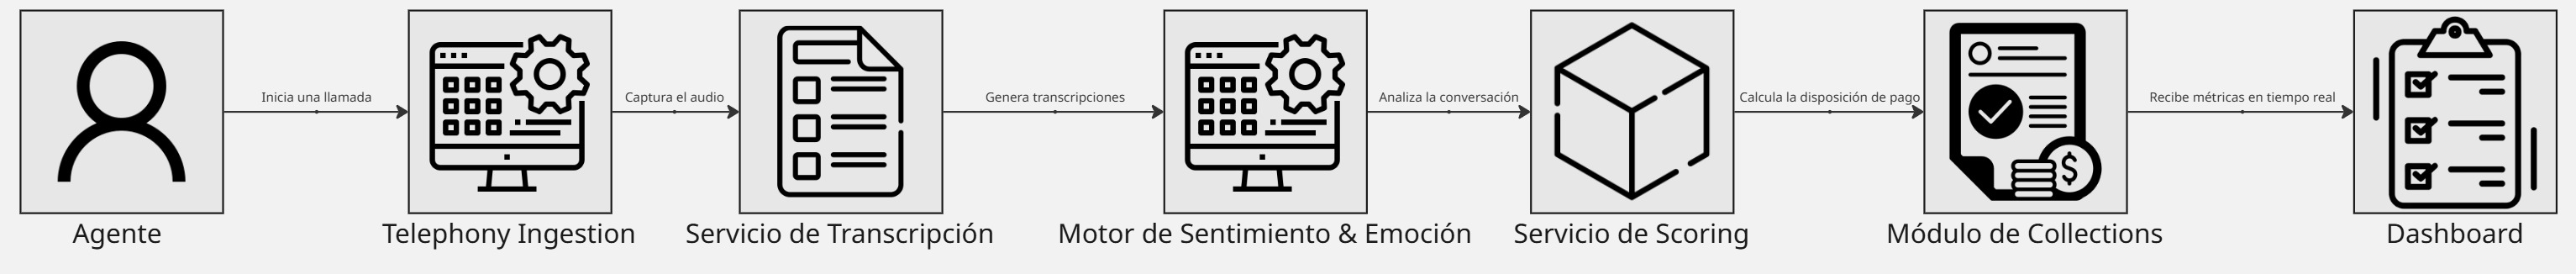 Inicia una llamada
Captura el audio
Genera transcripciones
Analiza la conversación
Calcula la disposición de pago
Recibe métricas en tiempo real
$
Agente
Telephony Ingestion
Servicio de Transcripción
Motor de Sentimiento & Emoción
Servicio de Scoring
Módulo de Collections
Dashboard